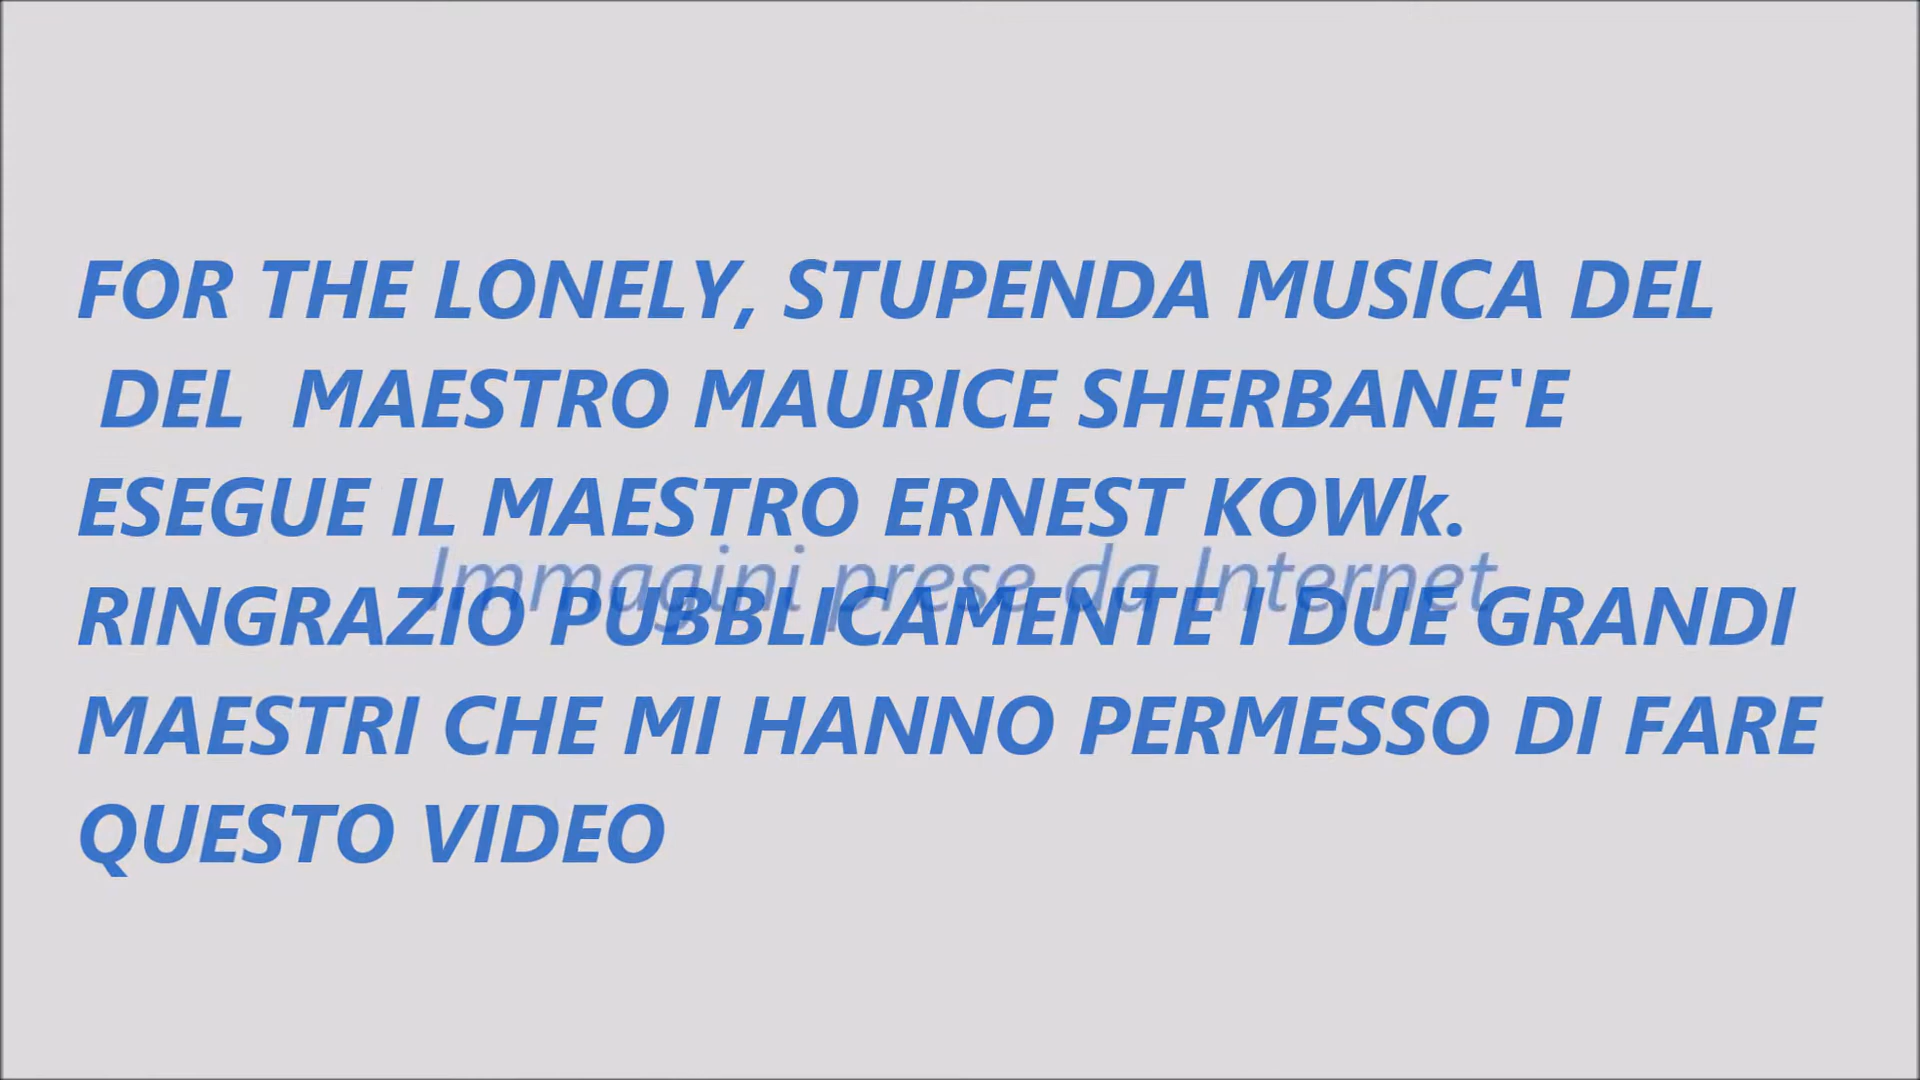 FOR THE LONELY, STUPENDA MUSICA DEL
DEL MAESTRO MAURICE SHERBANE'E
ESEGUE IL MAESTRO ERNEST KOWk.
Immagini prese da Internet
RINGRAZIO PUBBLICAMENTE I DUE GRANDI
MAESTRI CHE MI HANNO PERMESSO DI FARE
QUESTO VIDEO